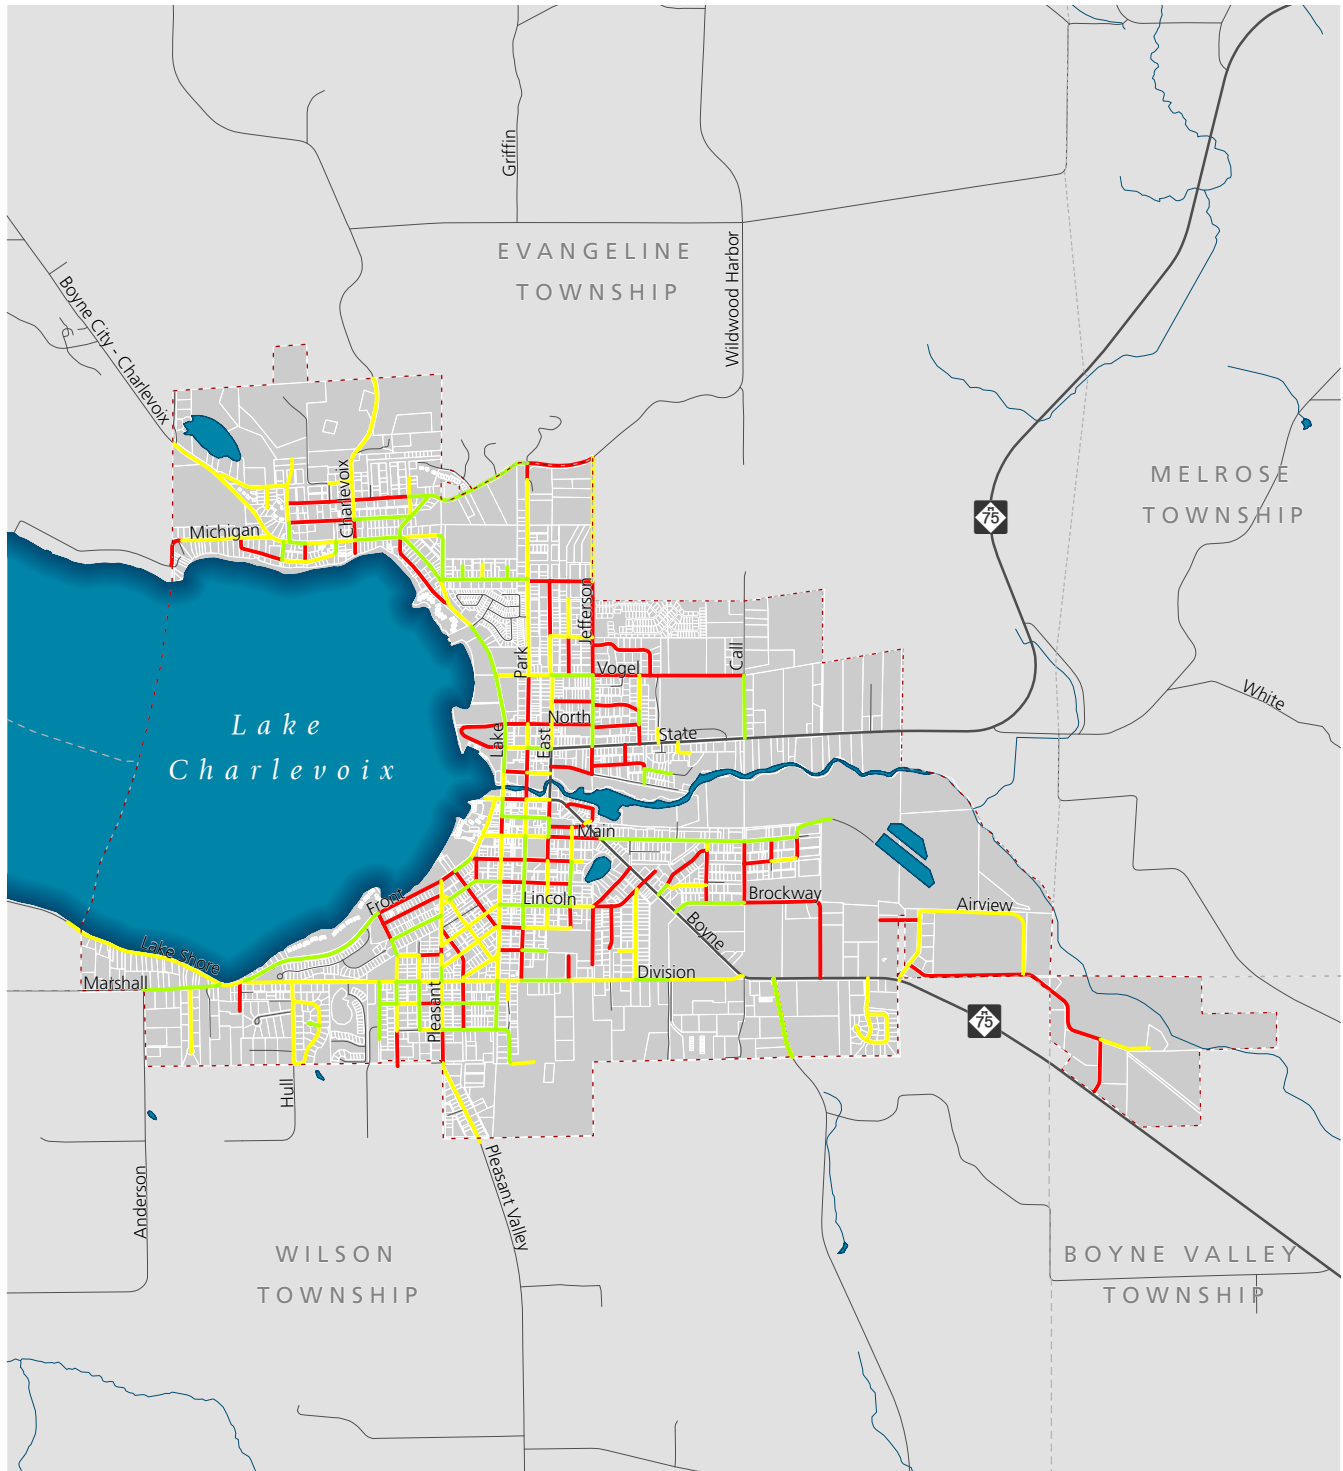 Griffin
EVANGELINE
TOWNSHIP
Wildwood Harbor
Boyne City - Charlevoix
Charlevoix
MELROSE
TOWNSHIP
M
75
Michigan
Jefferson
Park
Vogel
Call
White
Lake
Charlevoix
North
Lake
East
State
Main
Front
Lincoln
Brockway
Airview
Boyne
Lake Shore
Marshall
Division
Pleasant
M
75
Hull
Anderson
Pleasant Valley
WILSON
TOWNSHIP
BOYNE VALLEY
TOWNSHIP